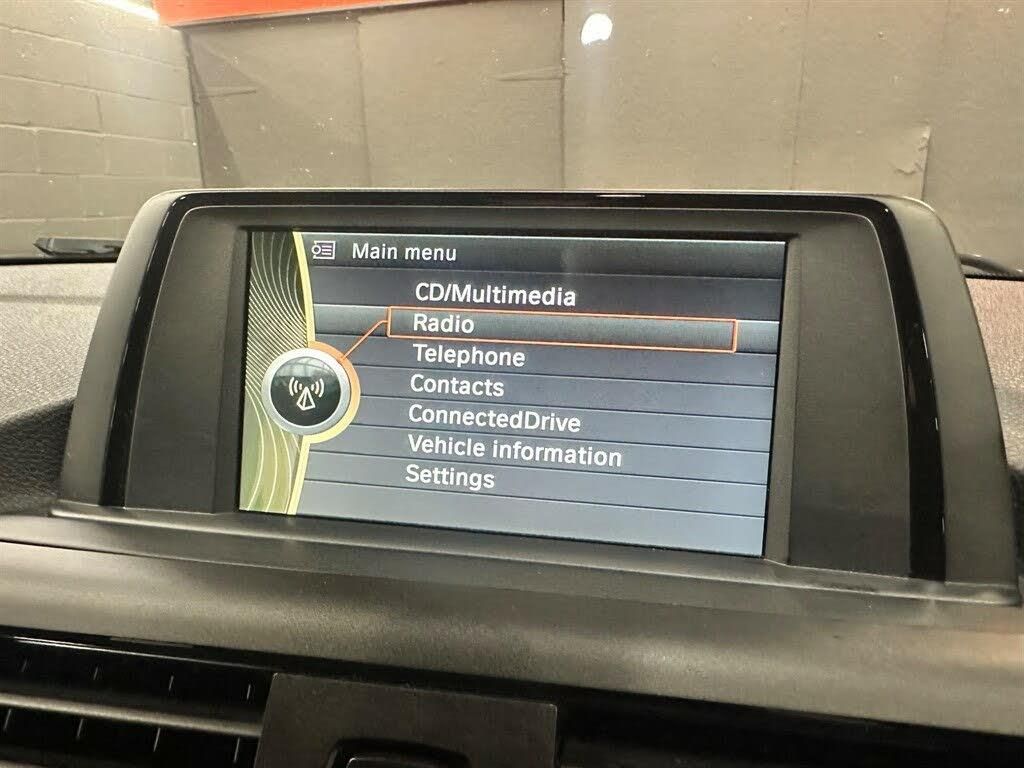 Main menu
CD/Multimedia
Radio
Telephone
Contacts
ConnectedDrive
Vehicle information
Settings